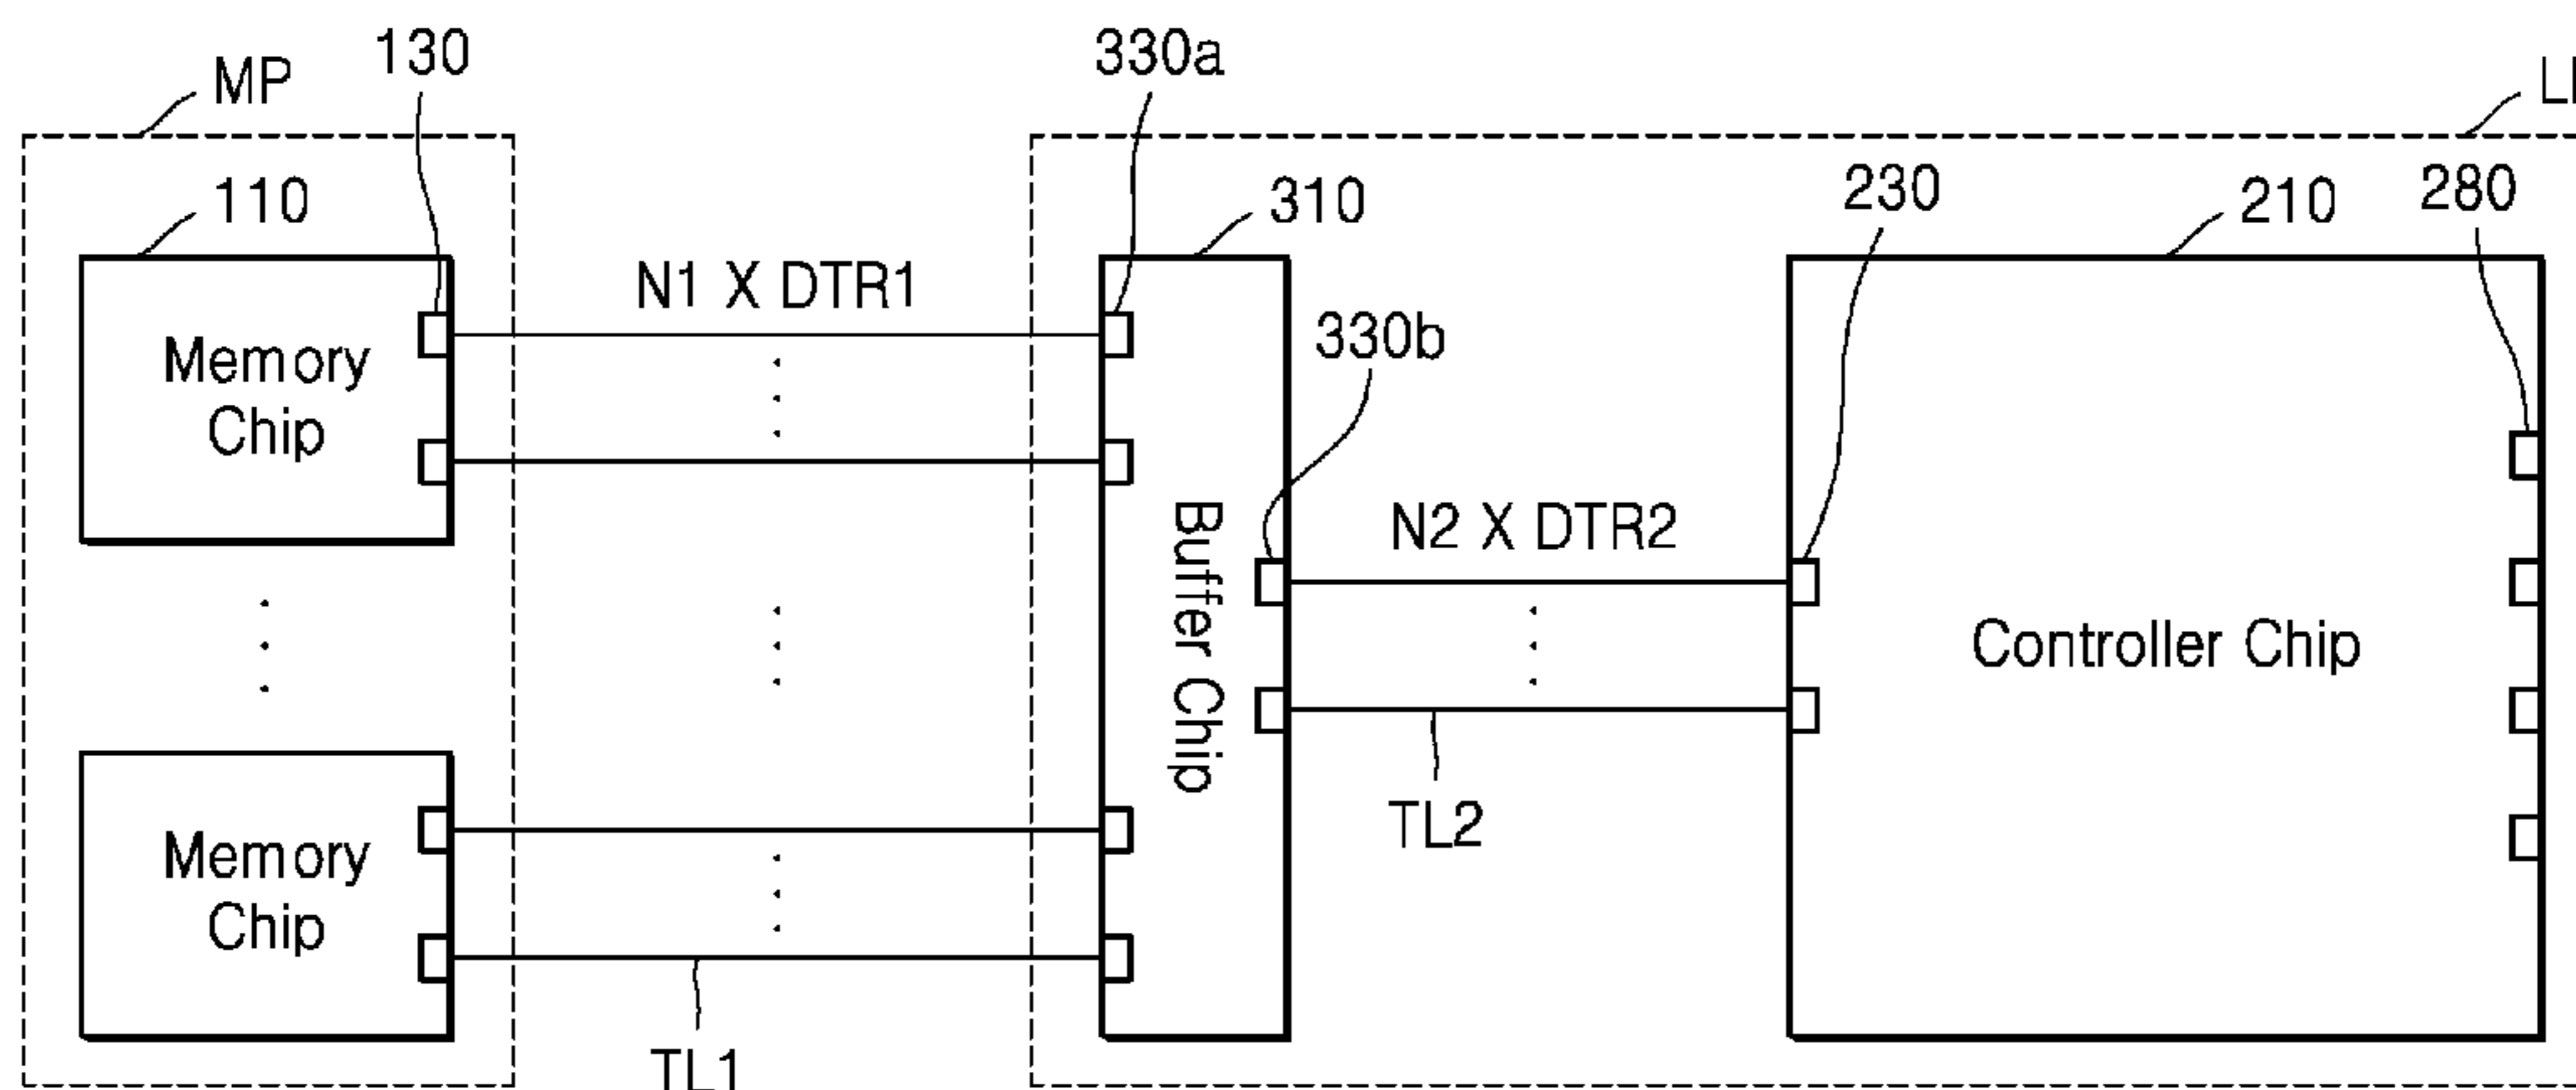 MP
130
330a
110
310
230
210
280
N1 X DTR1
Memory
Chip
330b
Buffer Chip
N2 X DTR2
Controller Chip
TL2
Memory
Chip
TL1